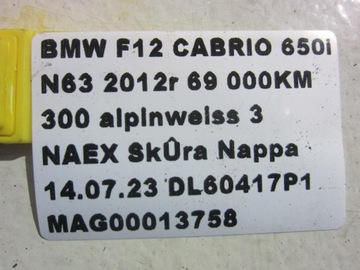 BMW F12 CABRIO 650i
N63 2012r 69 000KM
300 alpinweiss 3
NAEX SkÛra Nappa
14.07.23 DL60417P1
MAG00013758